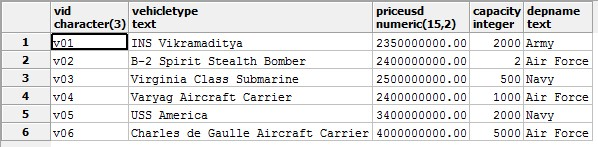 vid character(3) vehicletype text priceusd numeric(15,2) capacity integer depname text
1 v01 INS Vikramaditya 2350000000.00 2000 Army
2 v02 B-2 Spirit Stealth Bomber 2400000000.00 2 Air Force
3 v03 Virginia Class Submarine 2500000000.00 500 Navy
4 v04 Varyag Aircraft Carrier 2400000000.00 1000 Air Force
5 v05 USS America 3400000000.00 2000 Navy
6 v06 Charles de Gaulle Aircraft Carrier 4000000000.00 5000 Air Force